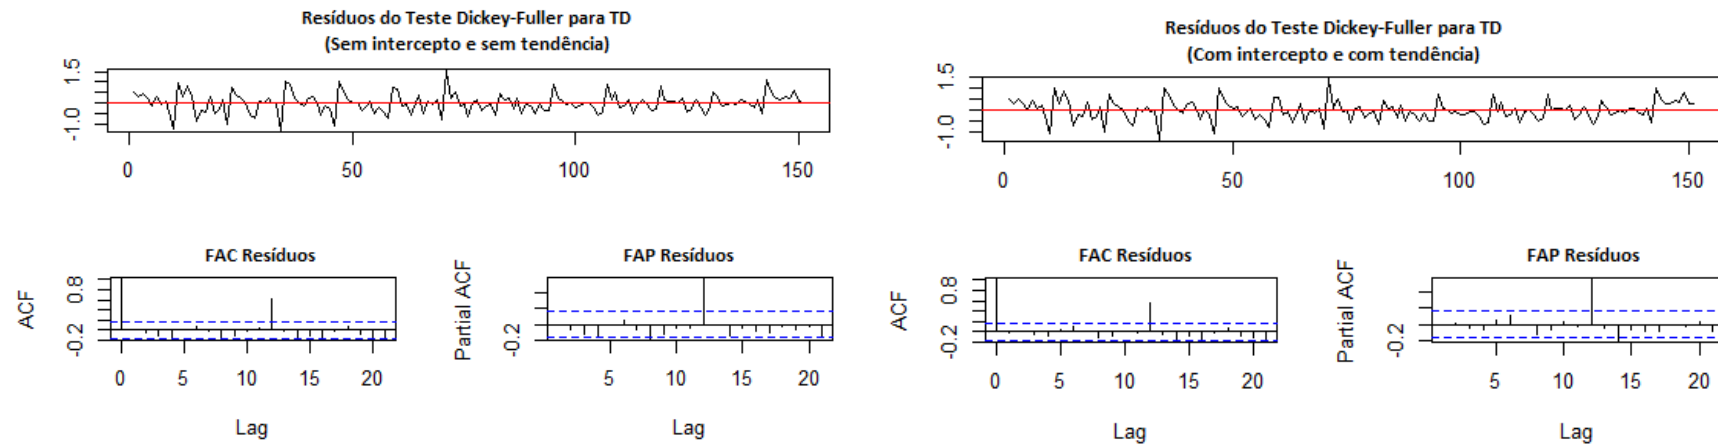 Resíduos do Teste Dickey-Fuller para TD
(Sem intercepto e sem tendência)
-1.0 1.5
0 50 100 150
FAC Resíduos
ACF
-0.2 0.8
0 5 10 15 20
Lag
FAP Resíduos
Partial ACF
-0.2
5 10 15 20
Lag
Resíduos do Teste Dickey-Fuller para TD
(Com intercepto e com tendência)
-1.0 1.5
0 50 100 150
FAC Resíduos
ACF
-0.2 0.8
0 5 10 15 20
Lag
FAP Resíduos
Partial ACF
-0.2
5 10 15 20
Lag